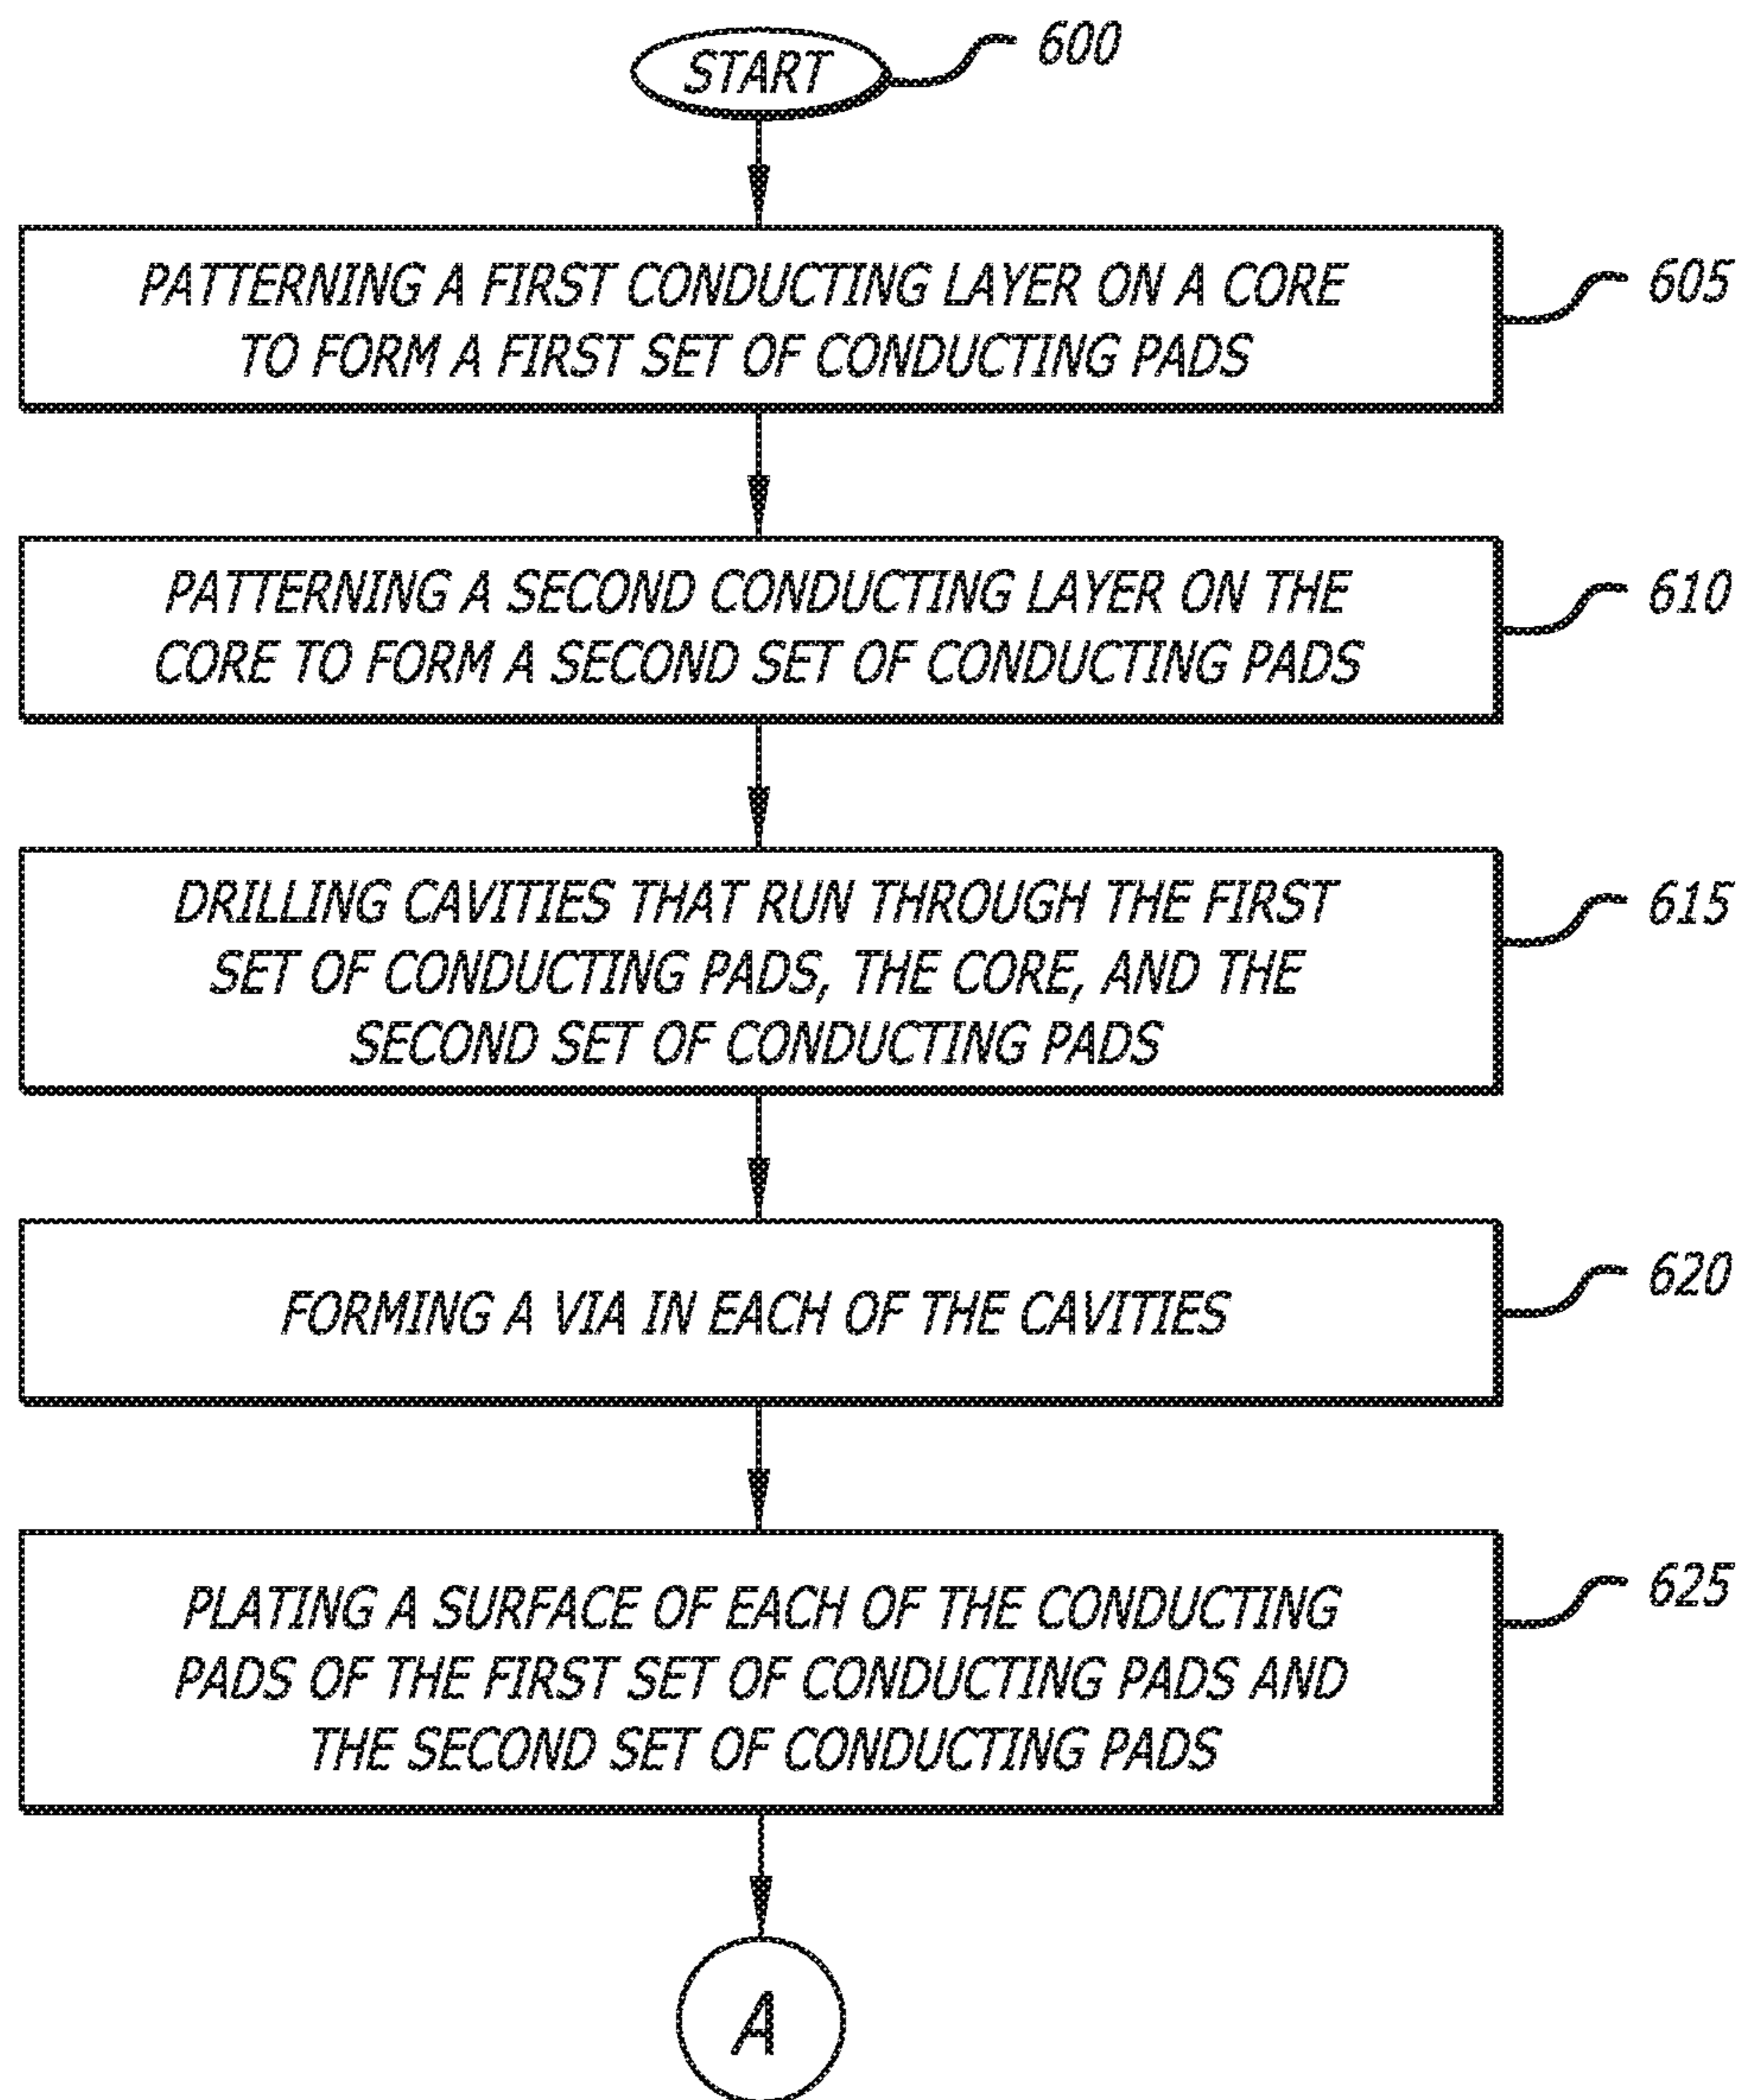 START
600
PATTERNING A FIRST CONDUCTING LAYER ON A CORE
TO FORM A FIRST SET OF CONDUCTING PADS
605
PATTERNING A SECOND CONDUCTING LAYER ON THE
CORE TO FORM A SECOND SET OF CONDUCTING PADS
610
DRILLING CAVITIES THAT RUN THROUGH THE FIRST
SET OF CONDUCTING PADS, THE CORE, AND THE
SECOND SET OF CONDUCTING PADS
615
FORMING A VIA IN EACH OF THE CAVITIES
620
PLATING A SURFACE OF EACH OF THE CONDUCTING
PADS OF THE FIRST SET OF CONDUCTING PADS AND
THE SECOND SET OF CONDUCTING PADS
625
A